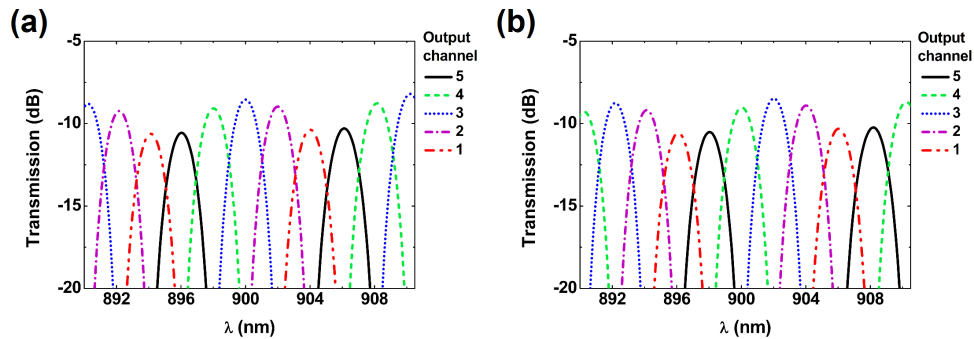 (a)
-5
-10
-15
-20
Transmission (dB)
892 896 900 904 908
λ (nm)
Output
channel
5
4
3
2
1
(b)
-5
-10
-15
-20
Transmission (dB)
892 896 900 904 908
λ (nm)
Output
channel
5
4
3
2
1